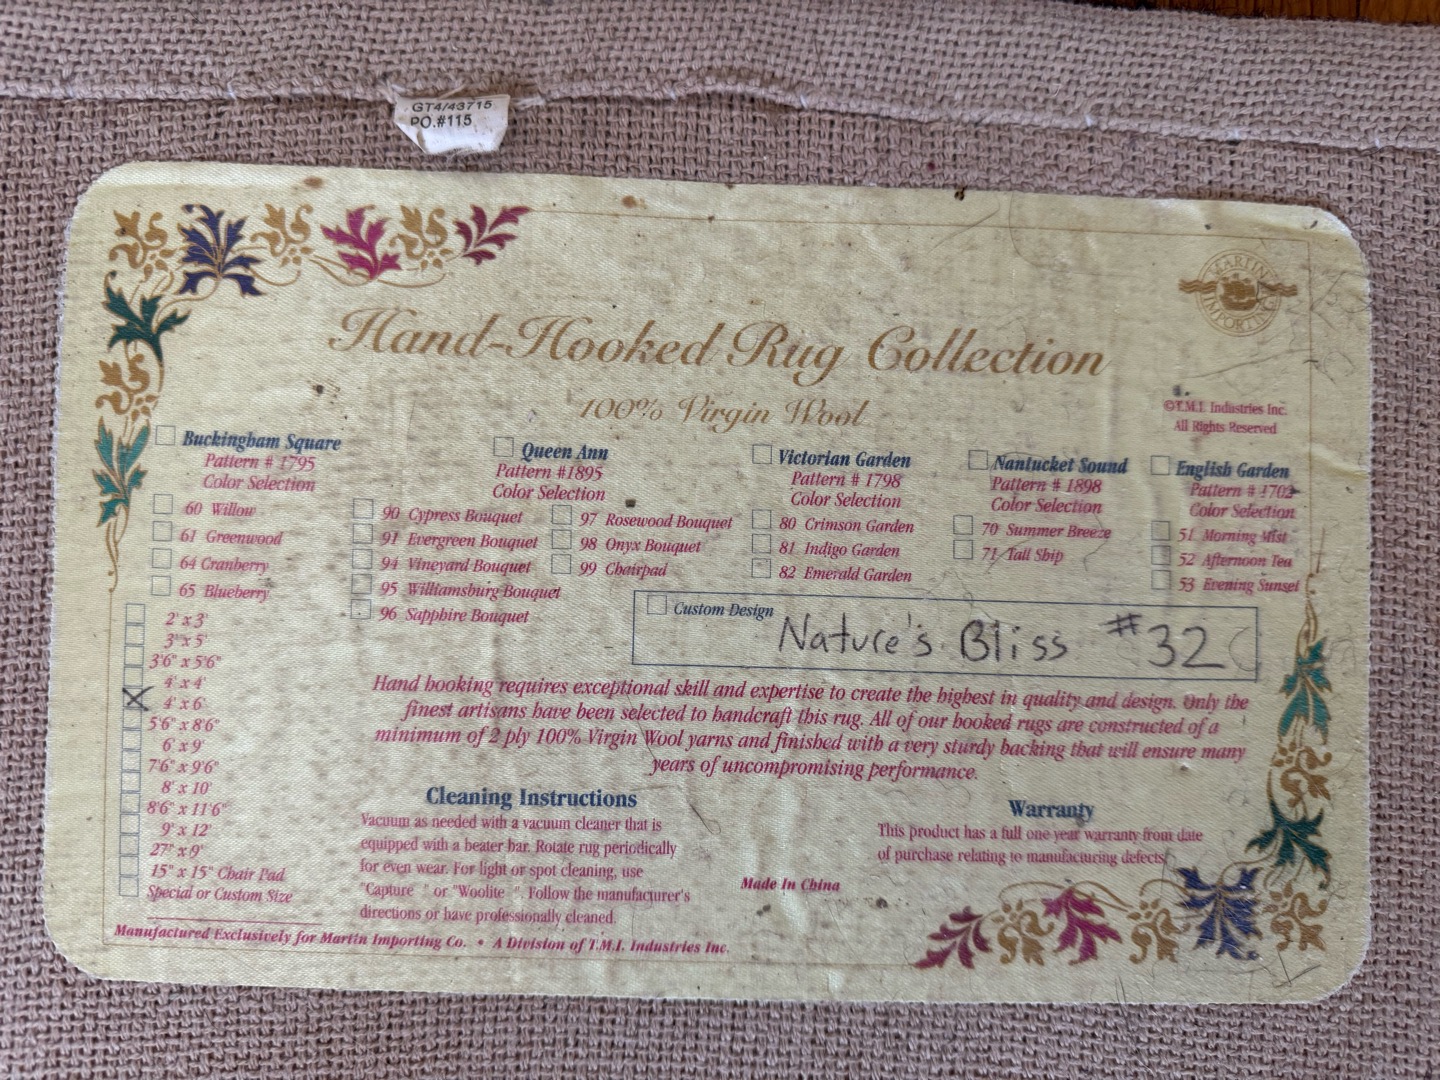 GT4/43715
PO.#115
MARTIN
IMPORTING
Hand-Hooked Rug Collection
100% Virgin Wool
©T.M.I. Industries Inc.
All Rights Reserved
Buckingham Square
Pattern # 1795
Color Selection
60 Willow
61 Greenwood
64 Cranberry
65 Blueberry
Queen Ann
Pattern #1895
Color Selection
90 Cypress Bouquet
91 Evergreen Bouquet
94 Vineyard Bouquet
95 Williamsburg Bouquet
96 Sapphire Bouquet
97 Rosewood Bouquet
98 Onyx Bouquet
99 Chairpad
Victorian Garden
Pattern # 1798
Color Selection
80 Crimson Garden
81 Indigo Garden
82 Emerald Garden
Nantucket Sound
Pattern # 1898
Color Selection
70 Summer Breeze
71 Tall Ship
English Garden
Pattern # 1702
Color Selection
51 Morning Mist
52 Afternoon Tea
53 Evening Sunset
Custom Design Nature's Bliss #32
2' x 3'
3' x 5'
3'6" x 5'6"
4' x 4'
X 4' x 6'
5'6" x 8'6"
6' x 9'
7'6" x 9'6"
8' x 10'
8'6" x 11'6"
9' x 12'
27" x 9'
15" x 15" Chair Pad
Special or Custom Size
Hand hooking requires exceptional skill and expertise to create the highest in quality and design. Only the
finest artisans have been selected to handcraft this rug. All of our hooked rugs are constructed of a
minimum of 2 ply 100% Virgin Wool yarns and finished with a very sturdy backing that will ensure many
years of uncompromising performance.
Cleaning Instructions
Vacuum as needed with a vacuum cleaner that is
equipped with a beater bar. Rotate rug periodically
for even wear. For light or spot cleaning, use
"Capture " or "Woolite ". Follow the manufacturer's
directions or have professionally cleaned.
Made In China
Warranty
This product has a full one year warranty from date
of purchase relating to manufacturing defects.
Manufactured Exclusively for Martin Importing Co. • A Division of T.M.I. Industries Inc.